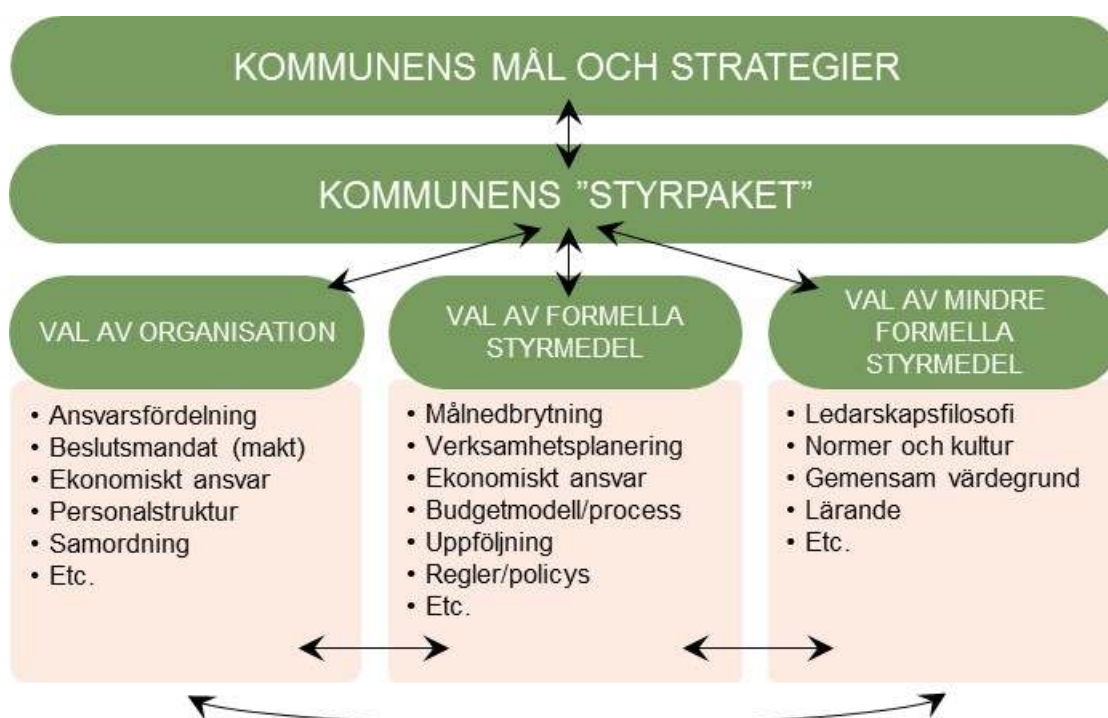 KOMMUNENS MÅL OCH STRATEGIER
KOMMUNENS ”STYRPAKET”
VAL AV ORGANISATION
• Ansvarsfördelning
• Beslutsmandat (makt)
• Ekonomiskt ansvar
• Personalstruktur
• Samordning
• Etc.
VAL AV FORMELLA
STYRMEDEL
• Målnedbrytning
• Verksamhetsplanering
• Ekonomiskt ansvar
• Budgetmodell/process
• Uppföljning
• Regler/policys
• Etc.
VAL AV MINDRE
FORMELLA
STYRMEDEL
• Ledarskapsfilosofi
• Normer och kultur
• Gemensam värdegrund
• Lärande
• Etc.